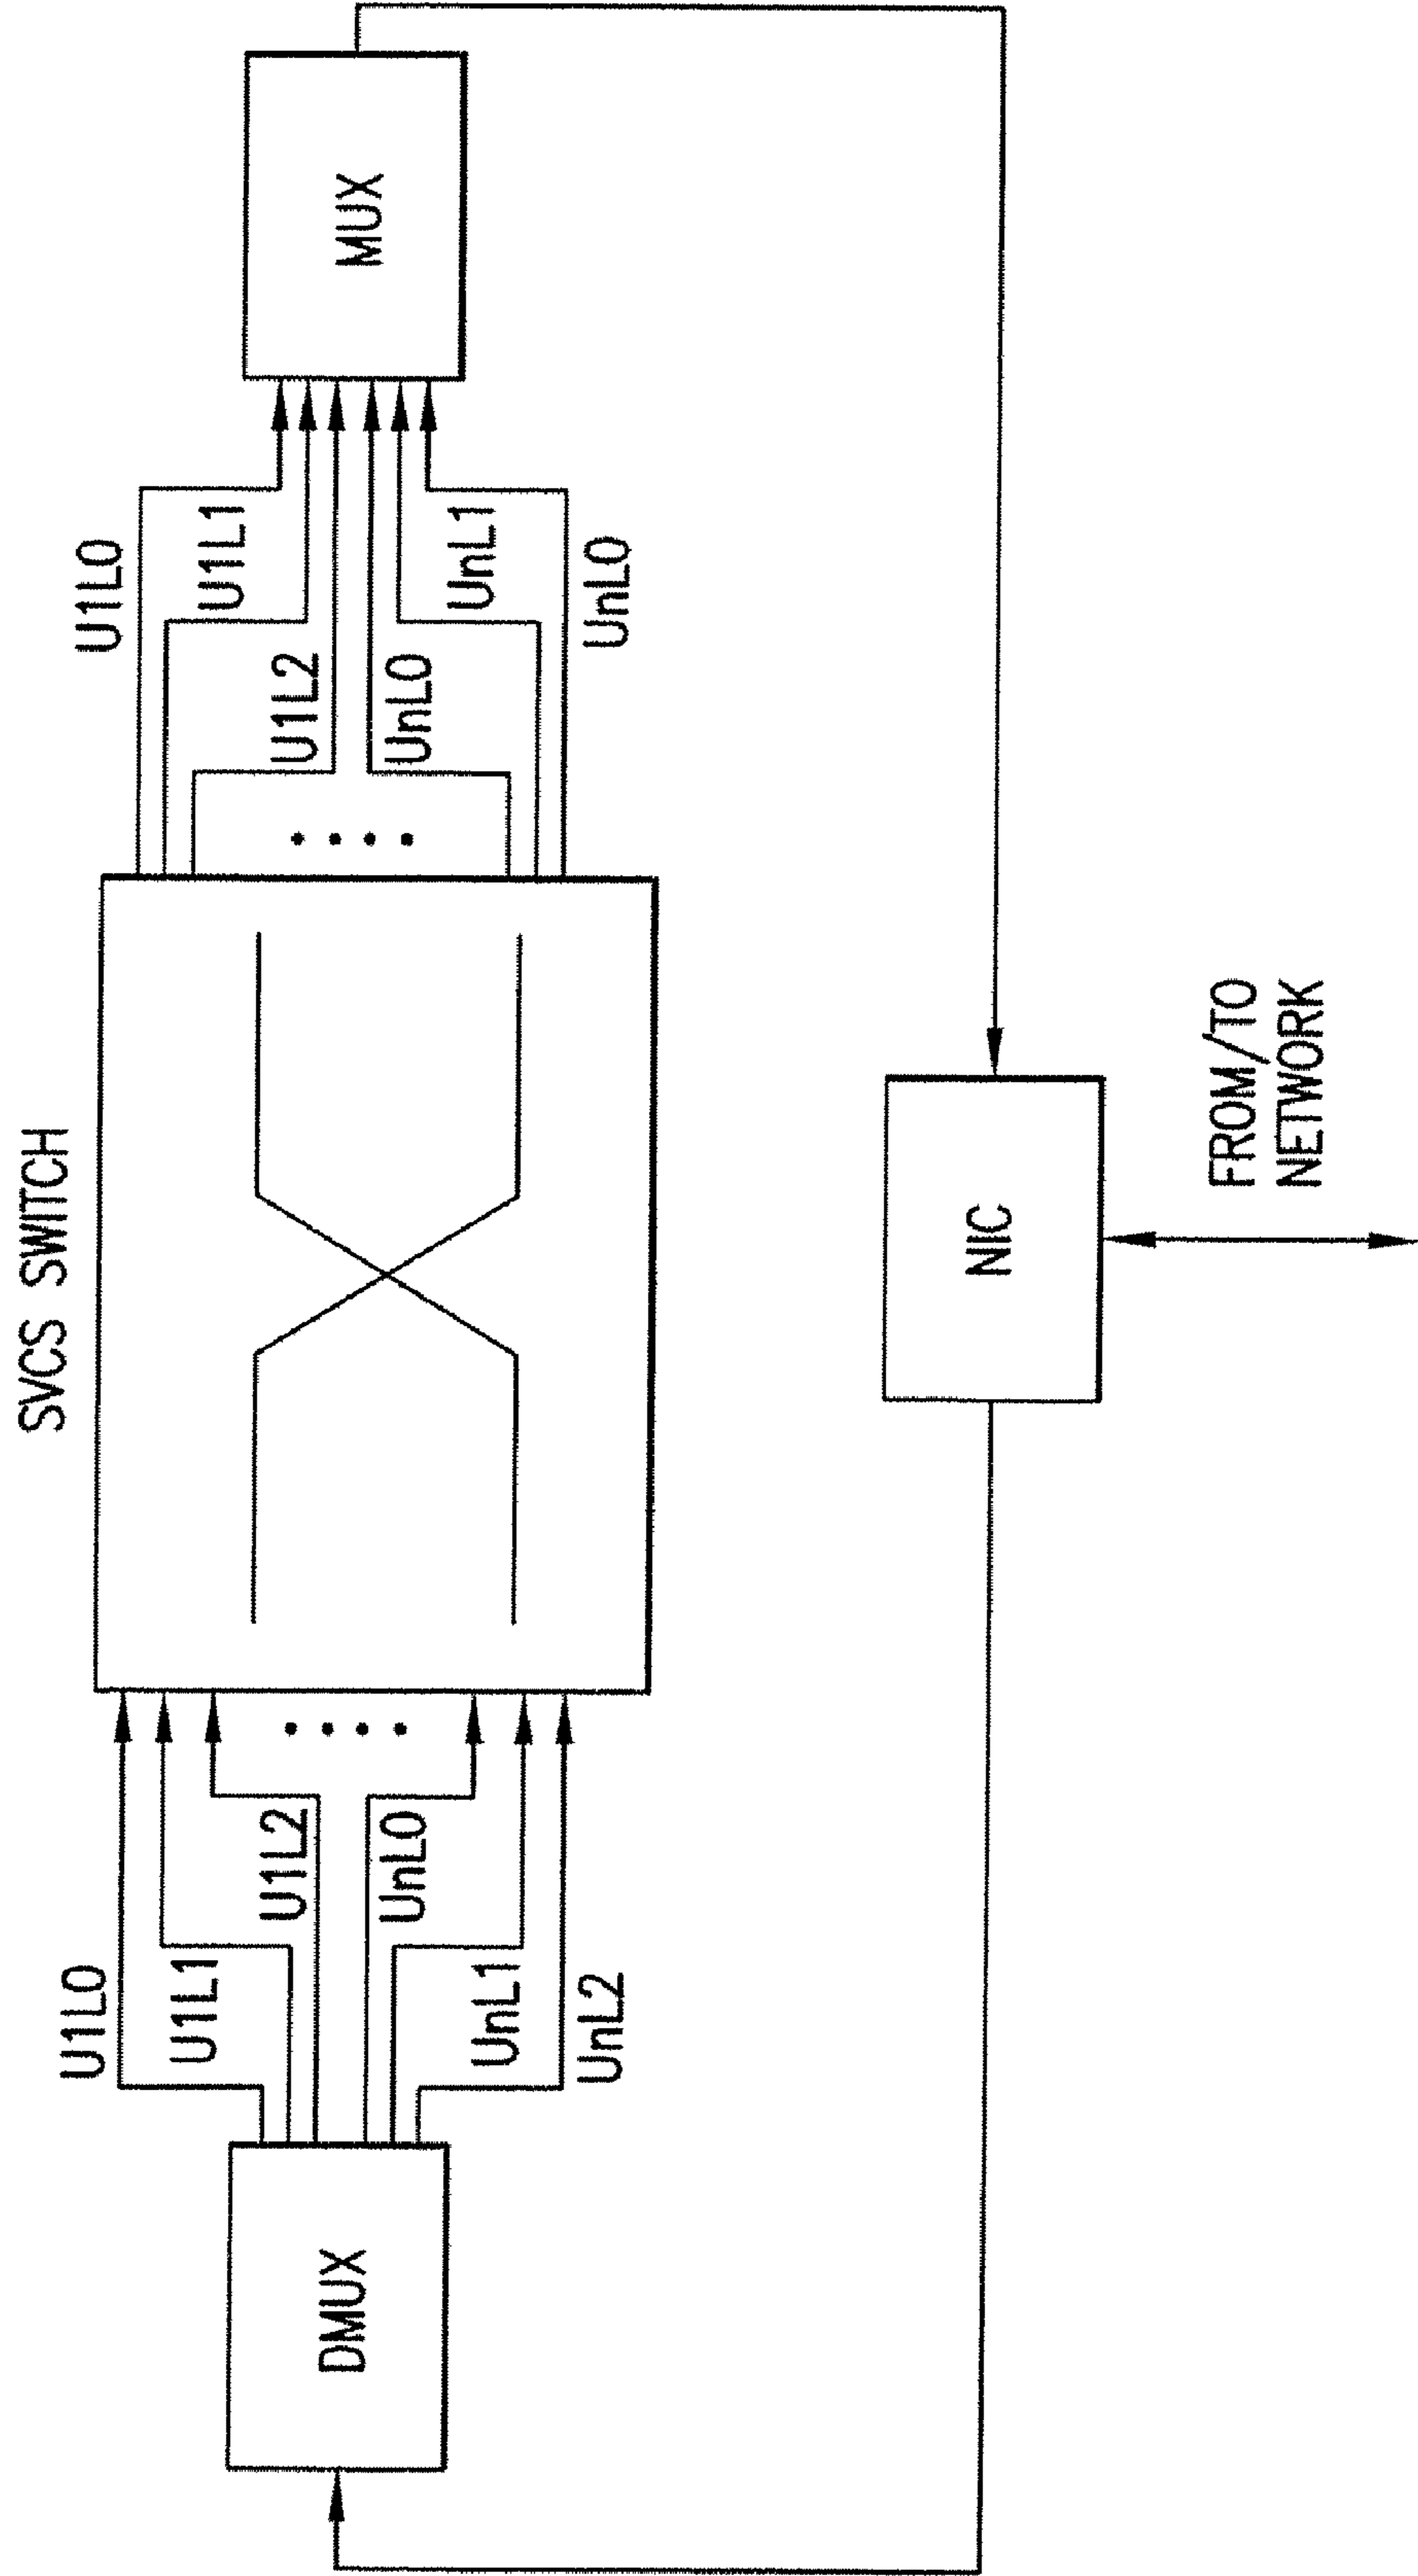 SVCS SWITCH
U1L0
U1L0
U1L1
U1L1
U1L2
U1L2
DMUX
MUX
UnL0
UnL0
UnL1
UnL1
UnL2
UnL0
NIC
FROM/TO
NETWORK